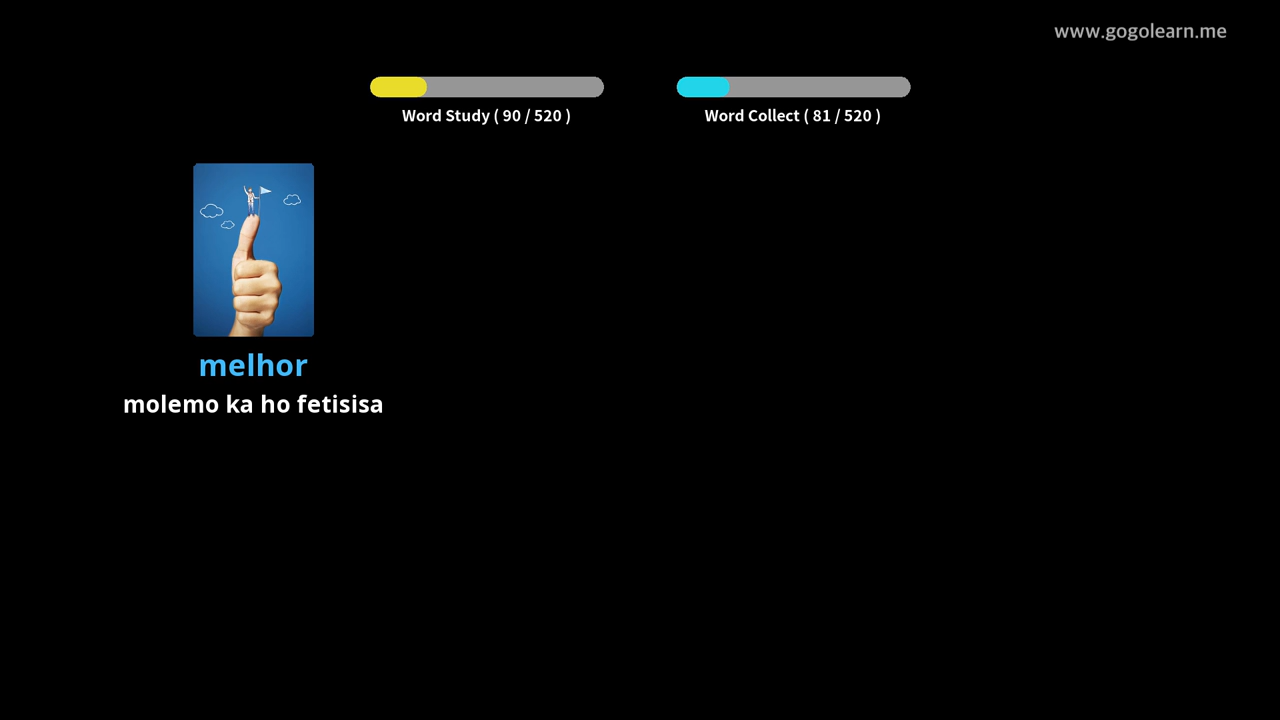 www.gogolearn.me
Word Study ( 90 / 520 )
Word Collect ( 81 / 520 )
melhor
molemo ka ho fetisisa